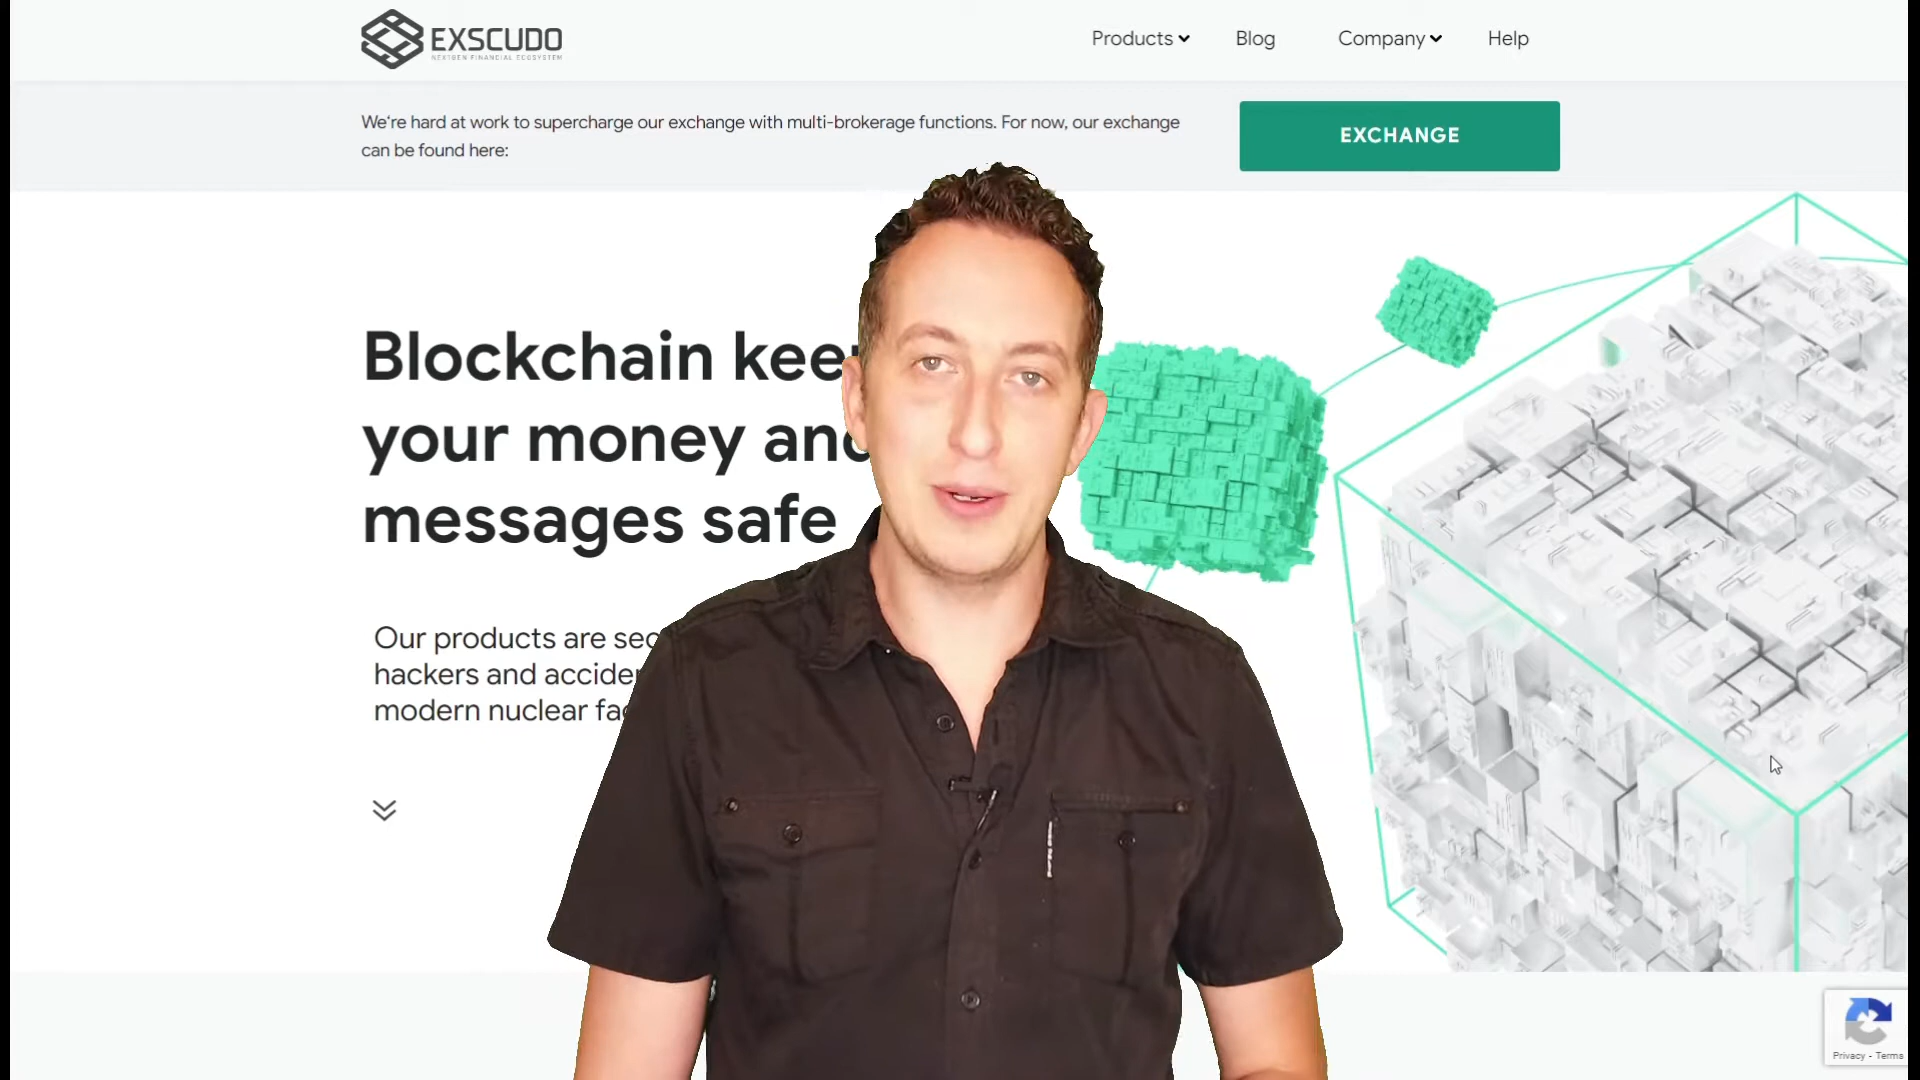 EXSCUDO
NEXTGEN FINANCIAL ECOSYSTEM
Products
Blog
Company
Help
We're hard at work to supercharge our exchange with multi-brokerage functions. For now, our exchange
can be found here:
EXCHANGE
Blockchain kee
your money and
messages safe
Our products are sec
hackers and acciden
modern nuclear fac
Privacy - Terms